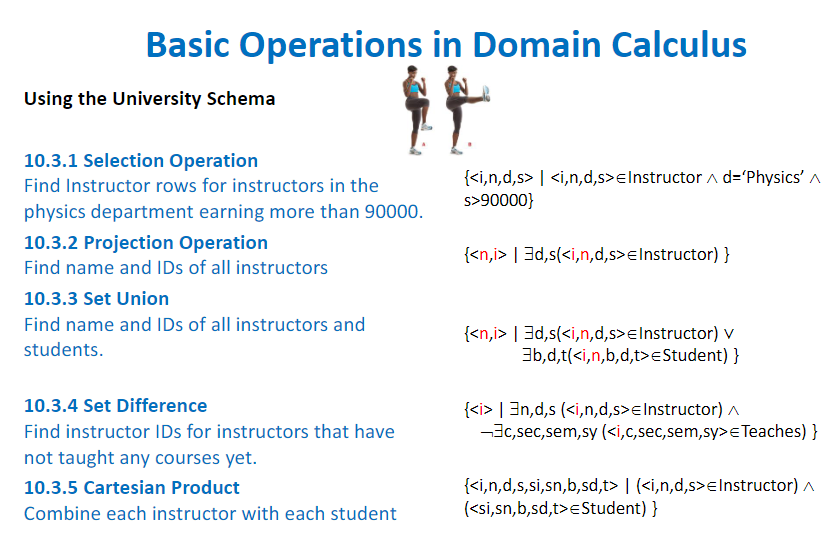 Basic Operations in Domain Calculus
Using the University Schema
A B
10.3.1 Selection Operation
Find Instructor rows for instructors in the
physics department earning more than 90000.
{<i,n,d,s> | <i,n,d,s>∈Instructor ∧ d=‘Physics’ ∧
s>90000}
10.3.2 Projection Operation
Find name and IDs of all instructors
{<n,i> | ∃d,s(<i,n,d,s>∈Instructor) }
10.3.3 Set Union
Find name and IDs of all instructors and
students.
{<n,i> | ∃d,s(<i,n,d,s>∈Instructor) ∨
∃b,d,t(<i,n,b,d,t>∈Student) }
10.3.4 Set Difference
Find instructor IDs for instructors that have
not taught any courses yet.
{<i> | ∃n,d,s (<i,n,d,s>∈Instructor) ∧
¬∃c,sec,sem,sy (<i,c,sec,sem,sy>∈Teaches) }
10.3.5 Cartesian Product
Combine each instructor with each student
{<i,n,d,s,si,sn,b,sd,t> | (<i,n,d,s>∈Instructor) ∧
(<si,sn,b,sd,t>∈Student) }